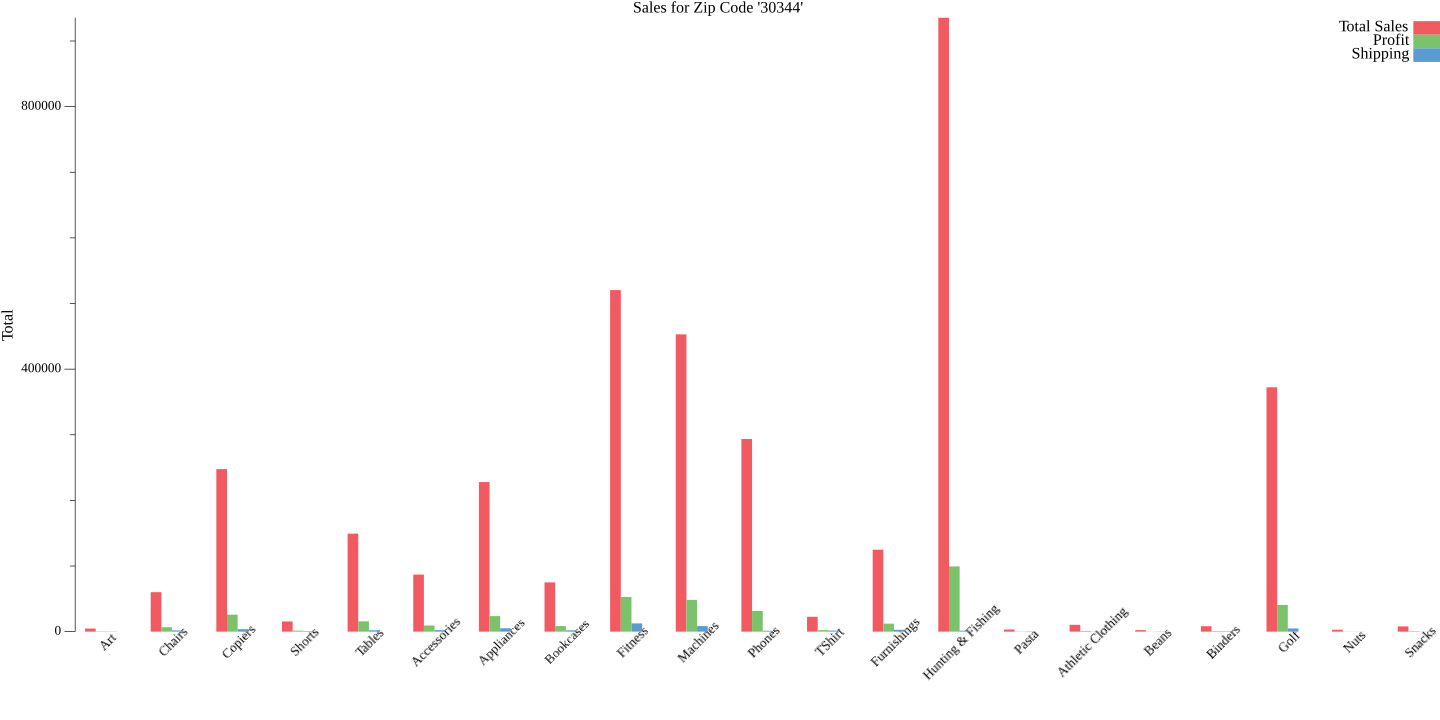 Sales for Zip Code '30344'
Total Sales
Profit
Shipping
800000
400000
0
Total
Art
Chairs
Copiers
Shorts
Tables
Accessories
Appliances
Bookcases
Fitness
Machines
Phones
TShirt
Furnishings
Hunting & Fishing
Pasta
Athletic Clothing
Beans
Binders
Golf
Nuts
Snacks